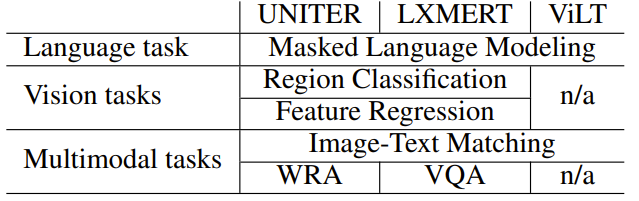 UNITER LXMERT ViLT
Language task Masked Language Modeling
Vision tasks Region Classification n/a
Feature Regression
Multimodal tasks Image-Text Matching
WRA VQA n/a